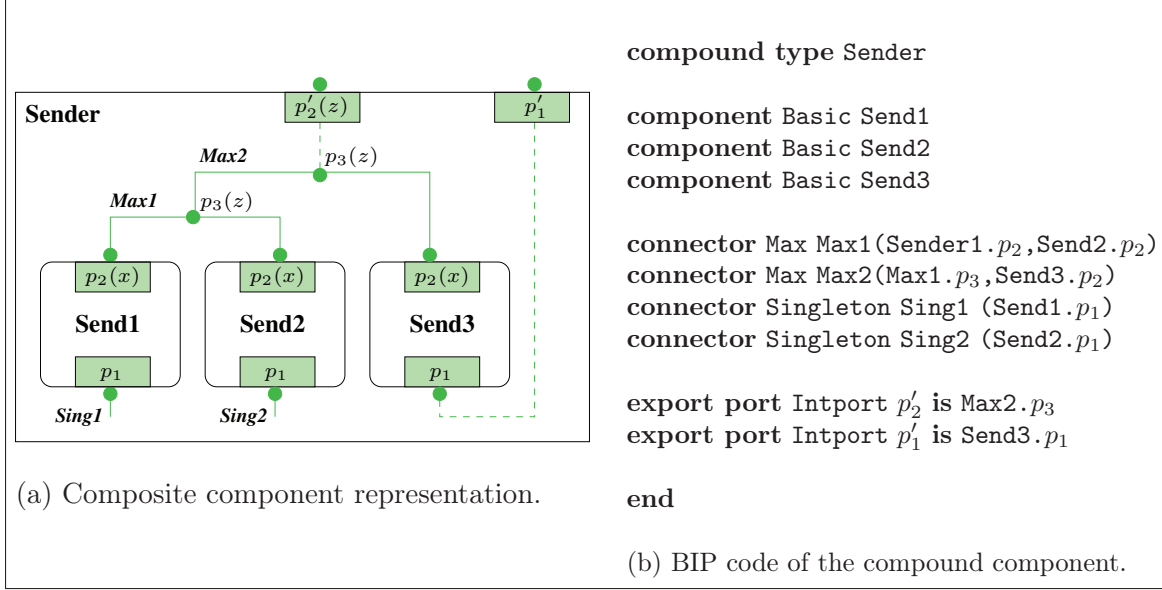 p′₂(z)
p′₁
Sender
Max2
p₃(z)
Max1
p₃(z)
p₂(x)
p₂(x)
p₂(x)
Send1
Send2
Send3
p₁
p₁
p₁
Sing1
Sing2
(a) Composite component representation.
compound type Sender
component Basic Send1
component Basic Send2
component Basic Send3
connector Max Max1(Sender1.p₂,Send2.p₂)
connector Max Max2(Max1.p₃,Send3.p₂)
connector Singleton Sing1 (Send1.p₁)
connector Singleton Sing2 (Send2.p₁)
export port Intport p′₂ is Max2.p₃
export port Intport p′₁ is Send3.p₁
end
(b) BIP code of the compound component.